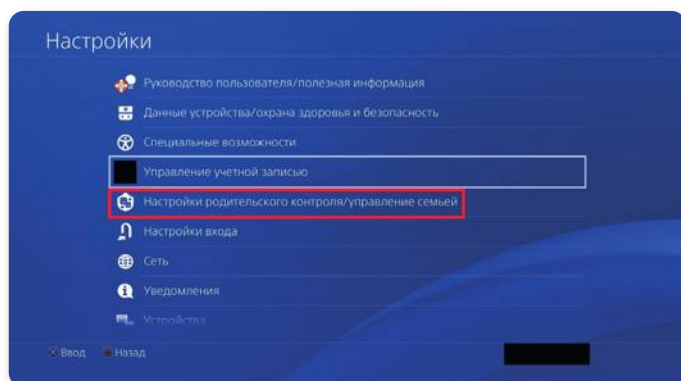 Настройки
Руководство пользователя/полезная информация
Данные устройства/охрана здоровья и безопасность
Специальные возможности
Управление учетной записью
Настройки родительского контроля/управление семьей
Настройки входа
Сеть
Уведомления
Устройства
Ввод Назад